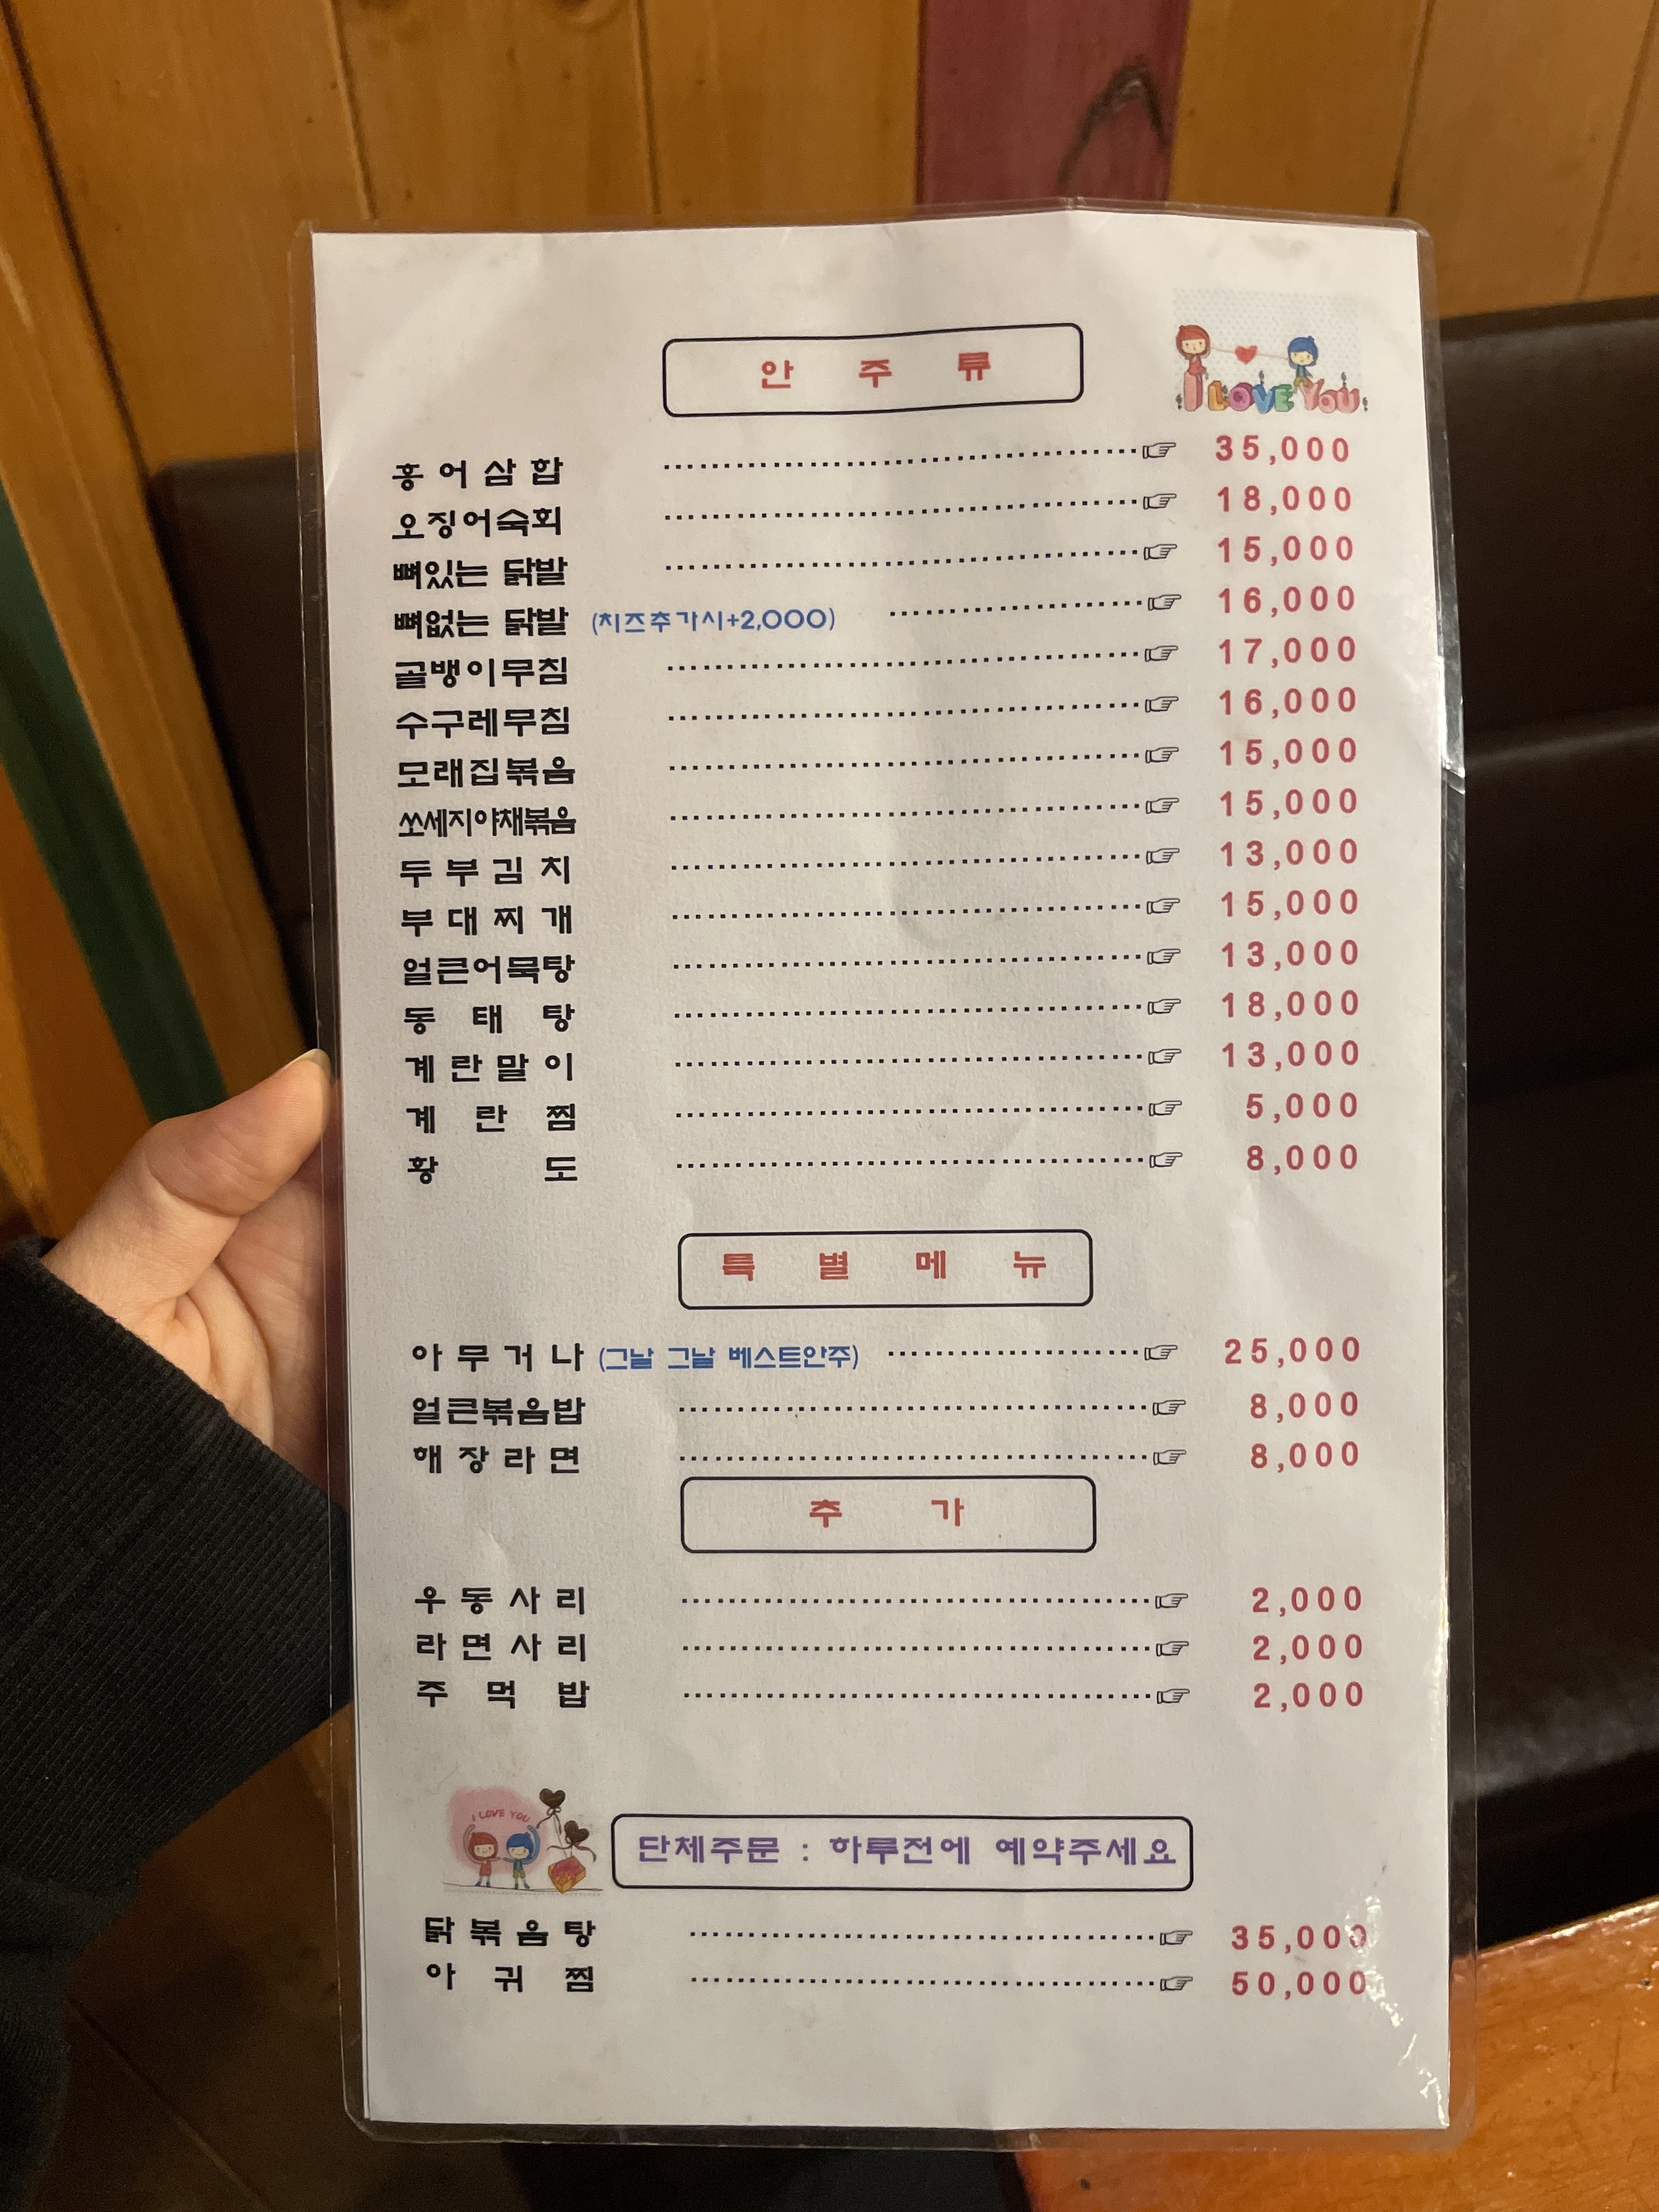 안 주 류
I LOVE YOU
홍 어 삼 합 ☞ 35,000
오징어숙회 ☞ 18,000
뼈있는 닭발 ☞ 15,000
뼈없는 닭발 (치즈추가시+2,000) ☞ 16,000
골뱅이무침 ☞ 17,000
수구레무침 ☞ 16,000
모래집볶음 ☞ 15,000
쏘세지야채볶음 ☞ 15,000
두 부 김 치 ☞ 13,000
부 대 찌 개 ☞ 15,000
얼큰어묵탕 ☞ 13,000
동 태 탕 ☞ 18,000
계 란 말 이 ☞ 13,000
계 란 찜 ☞ 5,000
황 도 ☞ 8,000
특 별 메 뉴
아 무 거 나 (그날 그날 베스트안주) ☞ 25,000
얼큰볶음밥 ☞ 8,000
해 장 라 면 ☞ 8,000
추 가
우 동 사 리 ☞ 2,000
라 면 사 리 ☞ 2,000
주 먹 밥 ☞ 2,000
I LOVE YOU
단체주문 : 하루전에 예약주세요
닭 볶 음 탕 ☞ 35,000
아 귀 찜 ☞ 50,000